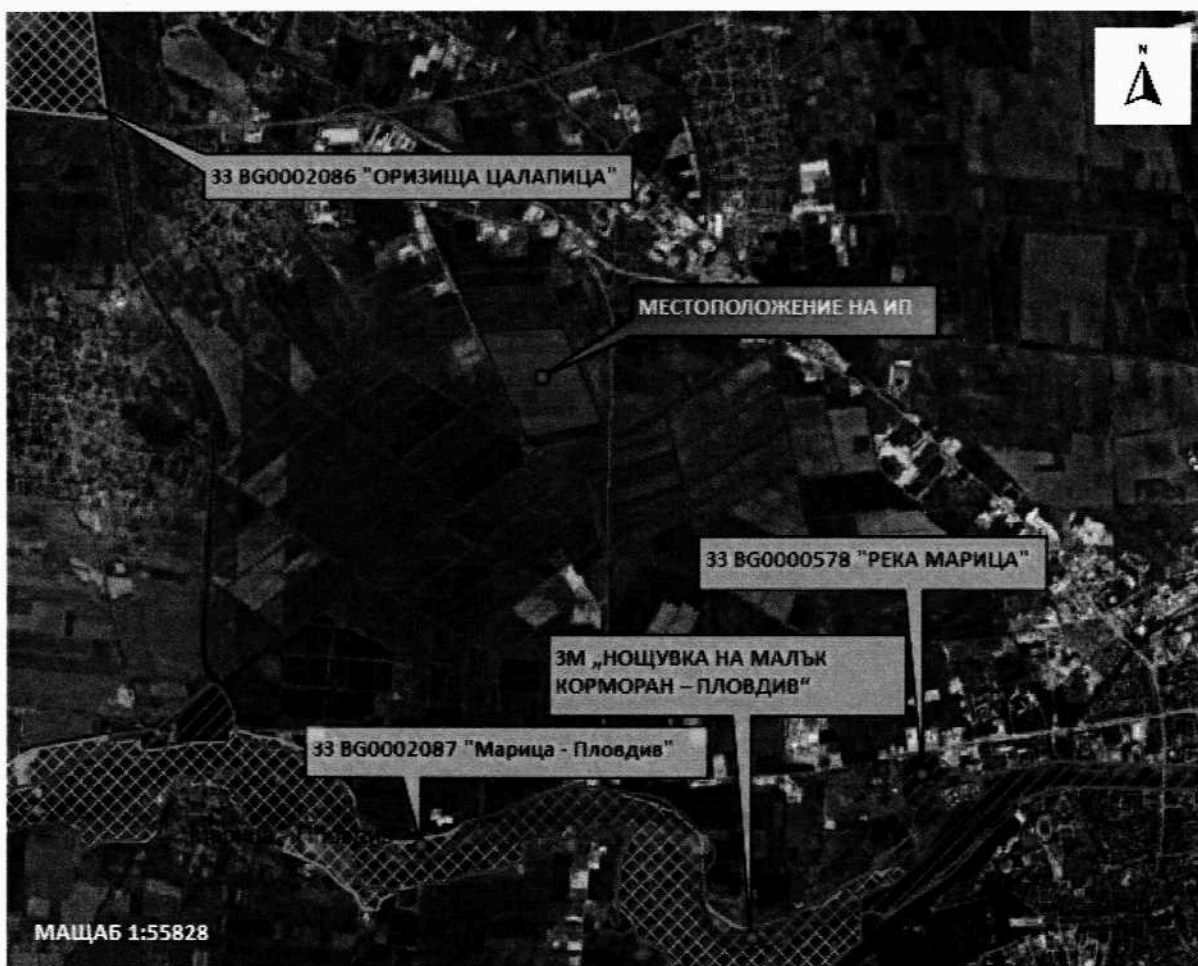 N
ЗЗ BG0002086 "ОРИЗИЩА ЦАЛАПИЦА"
МЕСТОПОЛОЖЕНИЕ НА ИП
ЗЗ BG0000578 "РЕКА МАРИЦА"
ЗМ „НОЩУВКА НА МАЛЪК
КОРМОРАН – ПЛОВДИВ“
ЗЗ BG0002087 "Марица - Пловдив"
МАЩАБ 1:55828